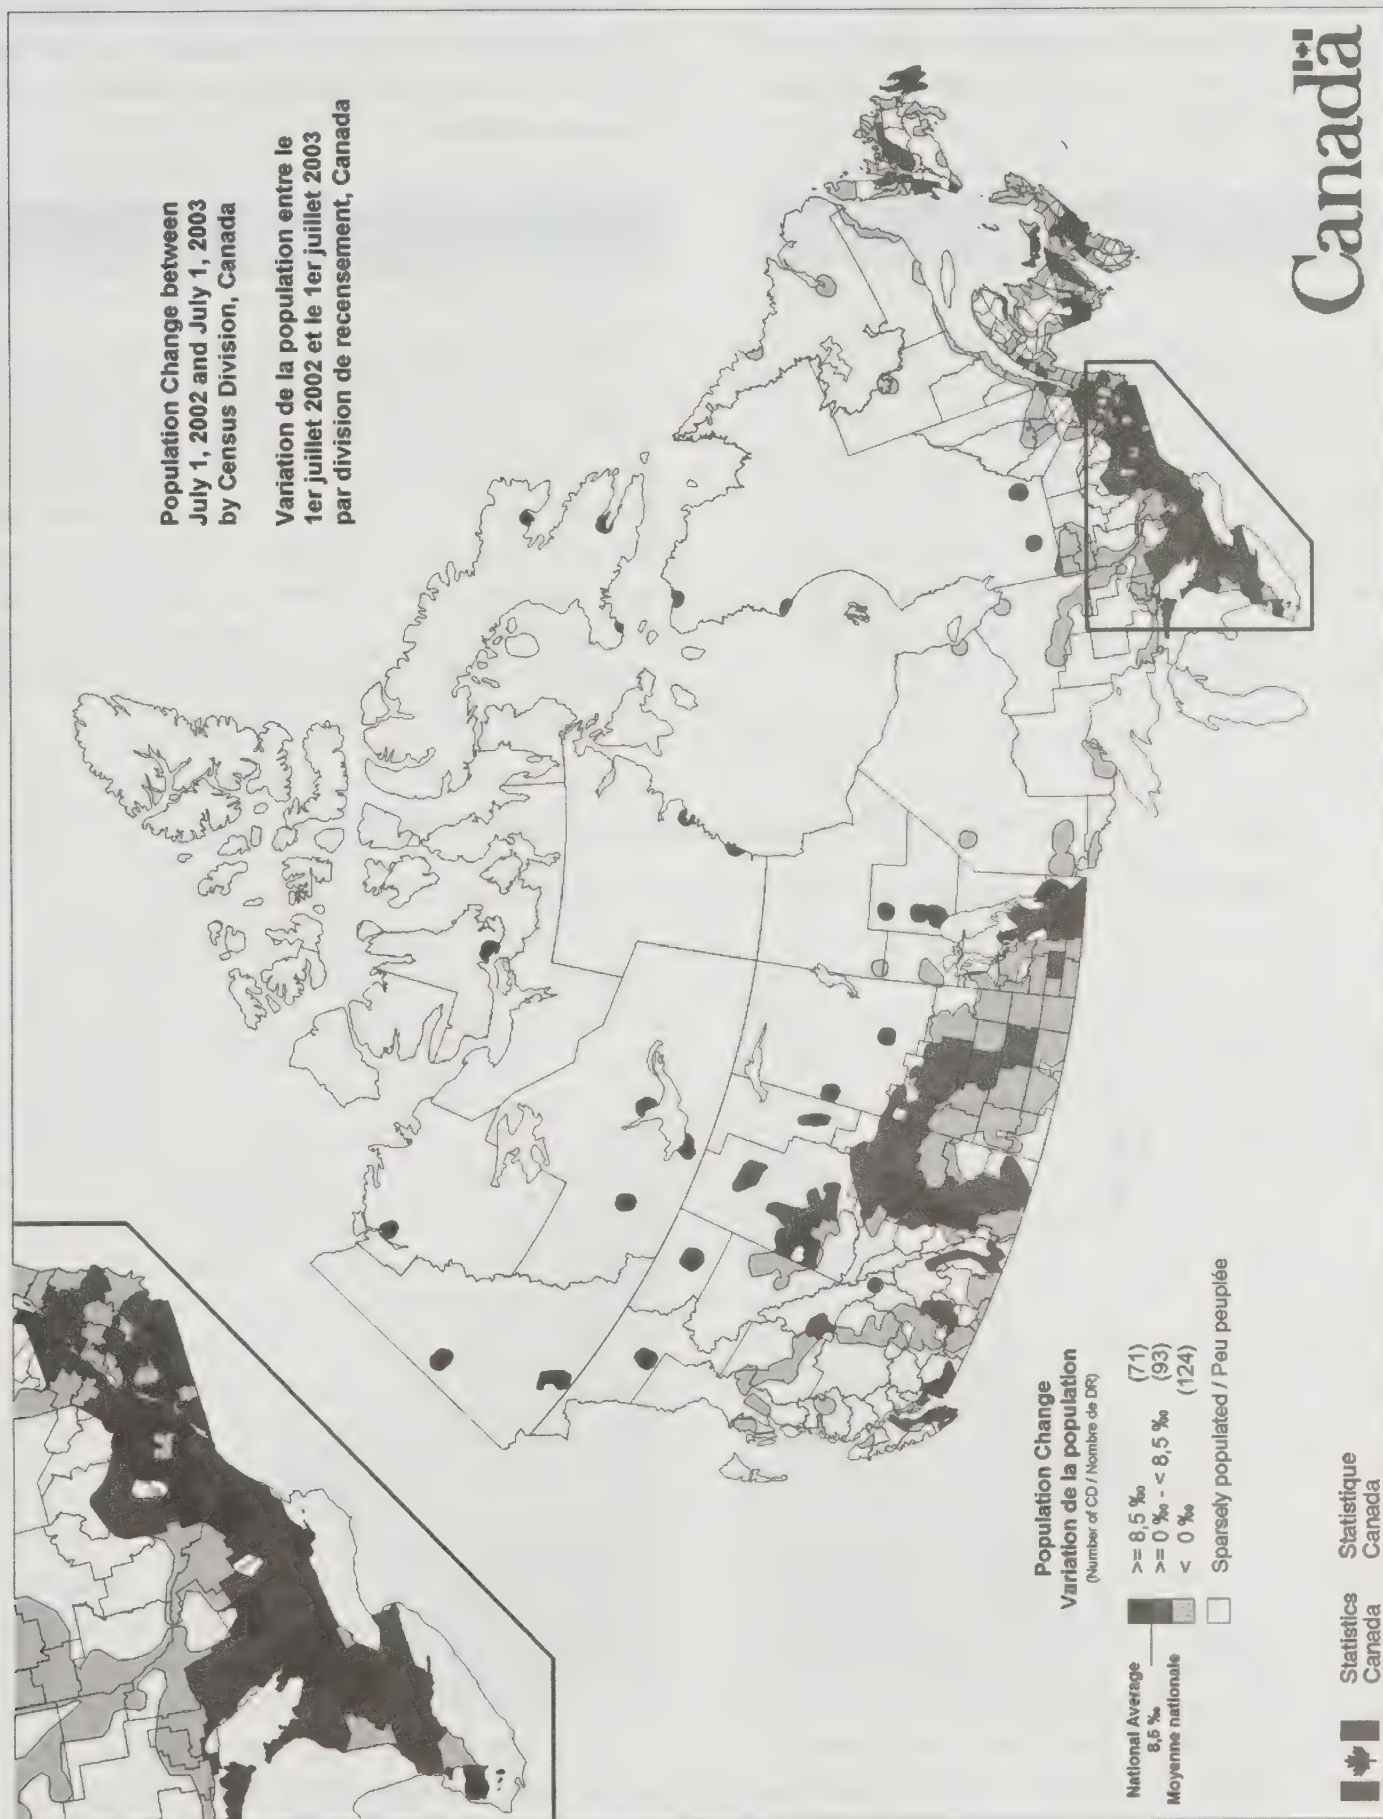 Population Change between
July 1, 2002 and July 1, 2003
by Census Division, Canada
Variation de la population entre le
1er juillet 2002 et le 1er juillet 2003
par division de recensement, Canada
Population Change
Variation de la population
(Number of CD / Nombre de DR)
>= 8,5 ‰ (71)
>= 0 ‰ - < 8,5 ‰ (93)
< 0 ‰ (124)
Sparsely populated / Peu peuplée
National Average
8,5 ‰
Moyenne nationale
Statistics Statistique
Canada Canada
Canada